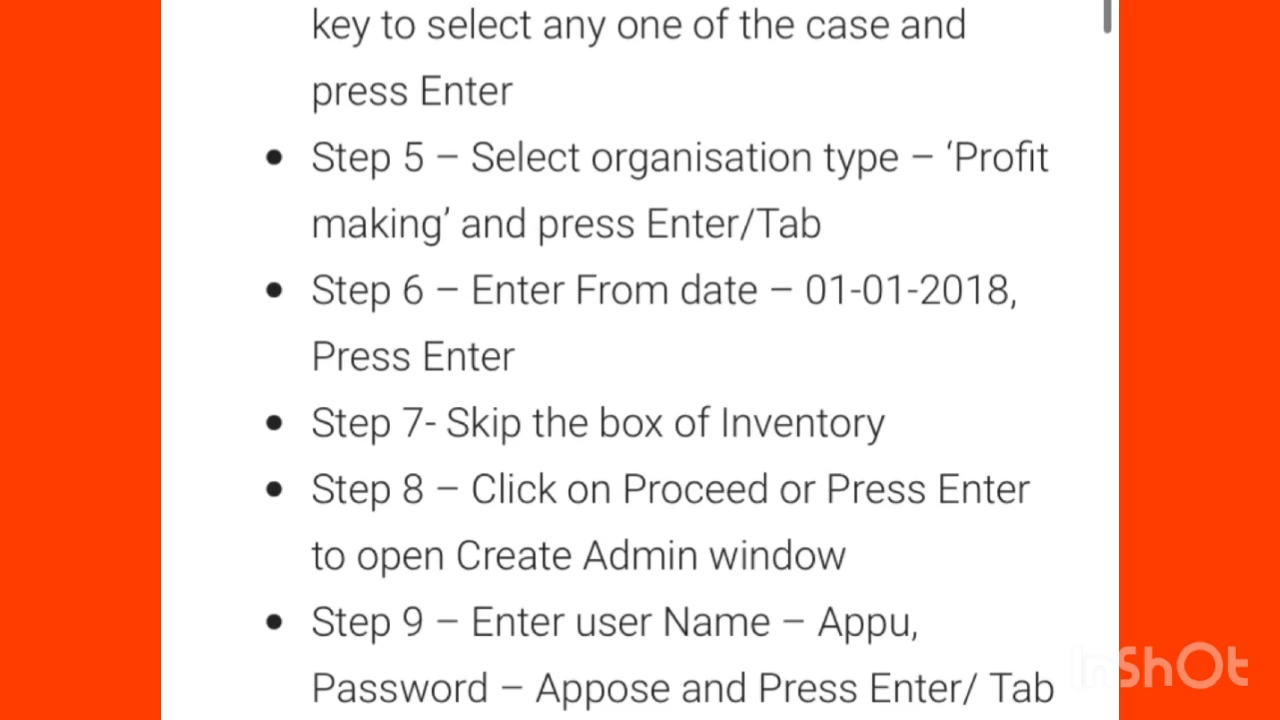 key to select any one of the case and
press Enter
• Step 5 – Select organisation type – ‘Profit
making’ and press Enter/Tab
• Step 6 – Enter From date – 01-01-2018,
Press Enter
• Step 7- Skip the box of Inventory
• Step 8 – Click on Proceed or Press Enter
to open Create Admin window
• Step 9 – Enter user Name – Appu,
Password – Appose and Press Enter/ Tab
InShOt